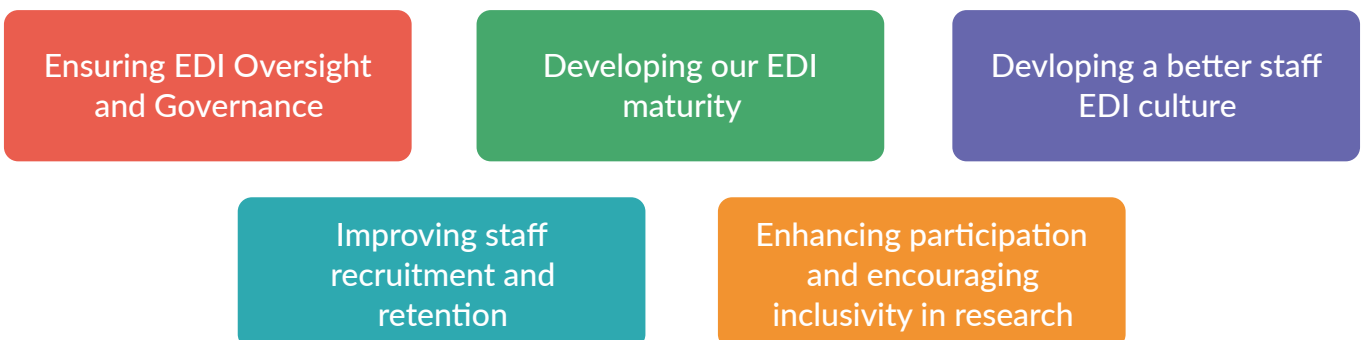 Ensuring EDI Oversight
and Governance
Developing our EDI
maturity
Devloping a better staff
EDI culture
Improving staff
recruitment and
retention
Enhancing participation
and encouraging
inclusivity in research